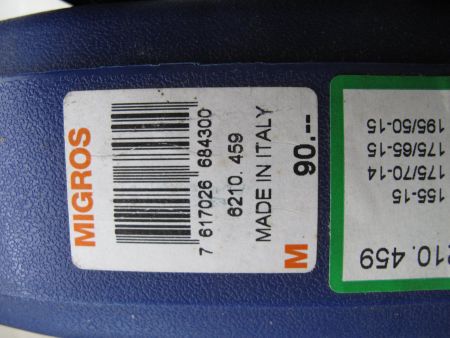 MIGROS
7 617026 684300
6210. 459
MADE IN ITALY
M 90.--
210. 459
155-15
175/70-14
175/65-15
195/50-15